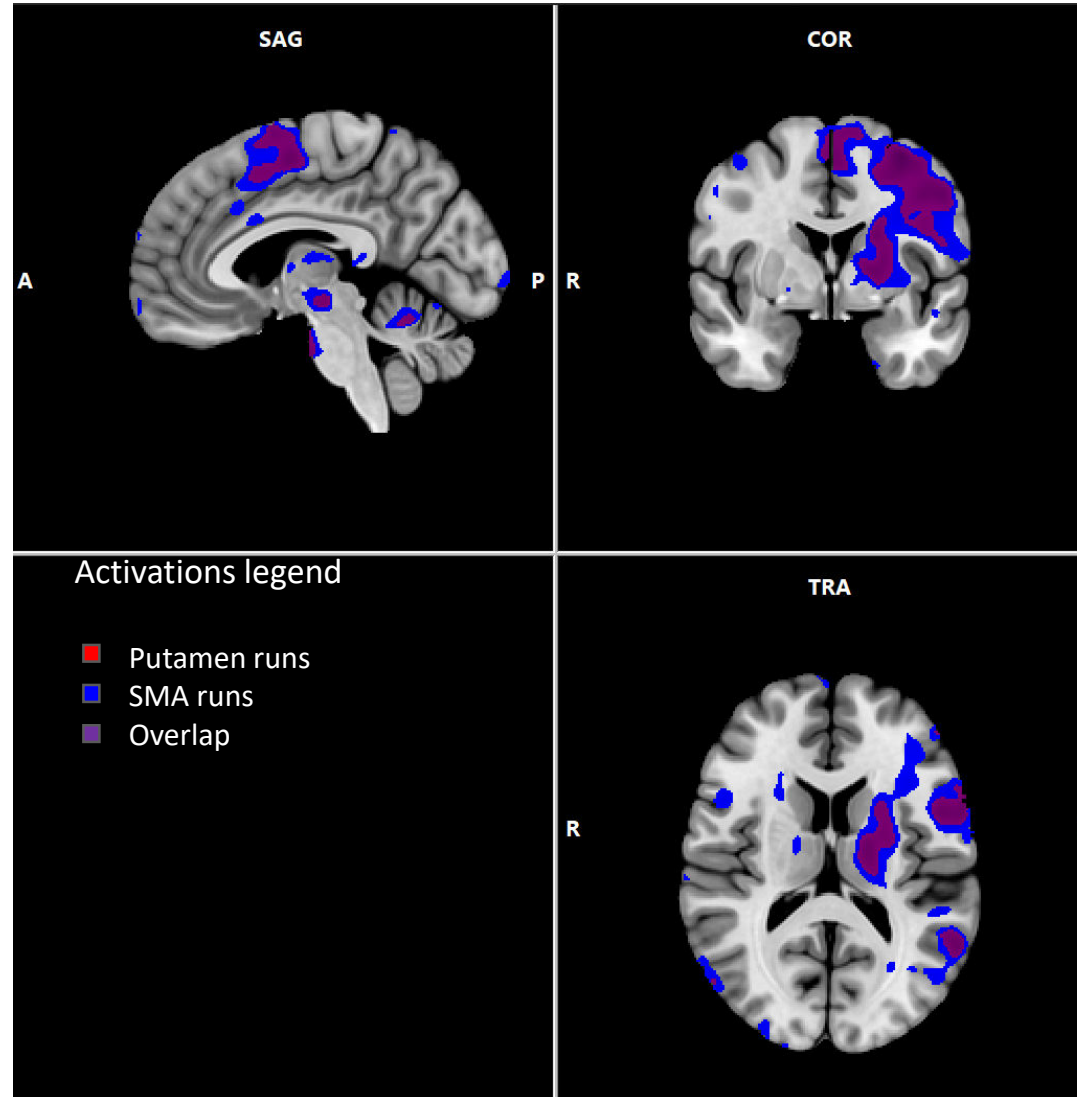 SAG
COR
A
P
R
Activations legend
Putamen runs
SMA runs
Overlap
TRA
R